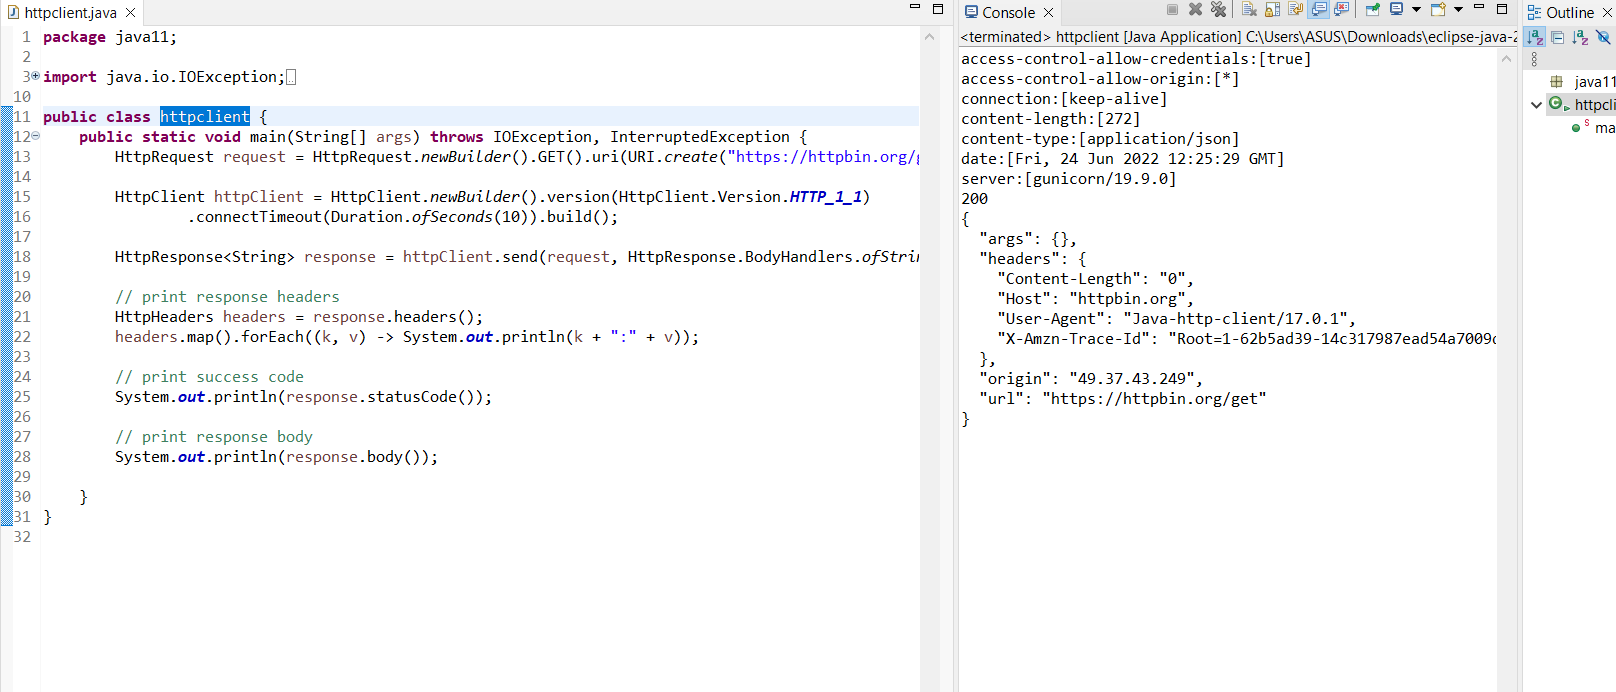 httpclient.java
1 package java11;
2
3 import java.io.IOException;
10
11 public class httpclient {
12 public static void main(String[] args) throws IOException, InterruptedException {
13 HttpRequest request = HttpRequest.newBuilder().GET().uri(URI.create("https://httpbin.org/
14
15 HttpClient httpClient = HttpClient.newBuilder().version(HttpClient.Version.HTTP_1_1)
16 .connectTimeout(Duration.ofSeconds(10)).build();
17
18 HttpResponse<String> response = httpClient.send(request, HttpResponse.BodyHandlers.ofStri
19
20 // print response headers
21 HttpHeaders headers = response.headers();
22 headers.map().forEach((k, v) -> System.out.println(k + ":" + v));
23
24 // print success code
25 System.out.println(response.statusCode());
26
27 // print response body
28 System.out.println(response.body());
29
30 }
31 }
32
Console
<terminated> httpclient [Java Application] C:\Users\ASUS\Downloads\eclipse-java-2
access-control-allow-credentials:[true]
access-control-allow-origin:[*]
connection:[keep-alive]
content-length:[272]
content-type:[application/json]
date:[Fri, 24 Jun 2022 12:25:29 GMT]
server:[gunicorn/19.9.0]
200
{
"args": {},
"headers": {
"Content-Length": "0",
"Host": "httpbin.org",
"User-Agent": "Java-http-client/17.0.1",
"X-Amzn-Trace-Id": "Root=1-62b5ad39-14c317987ead54a7009
},
"origin": "49.37.43.249",
"url": "https://httpbin.org/get"
}
Outline
java11
httpcli
ma